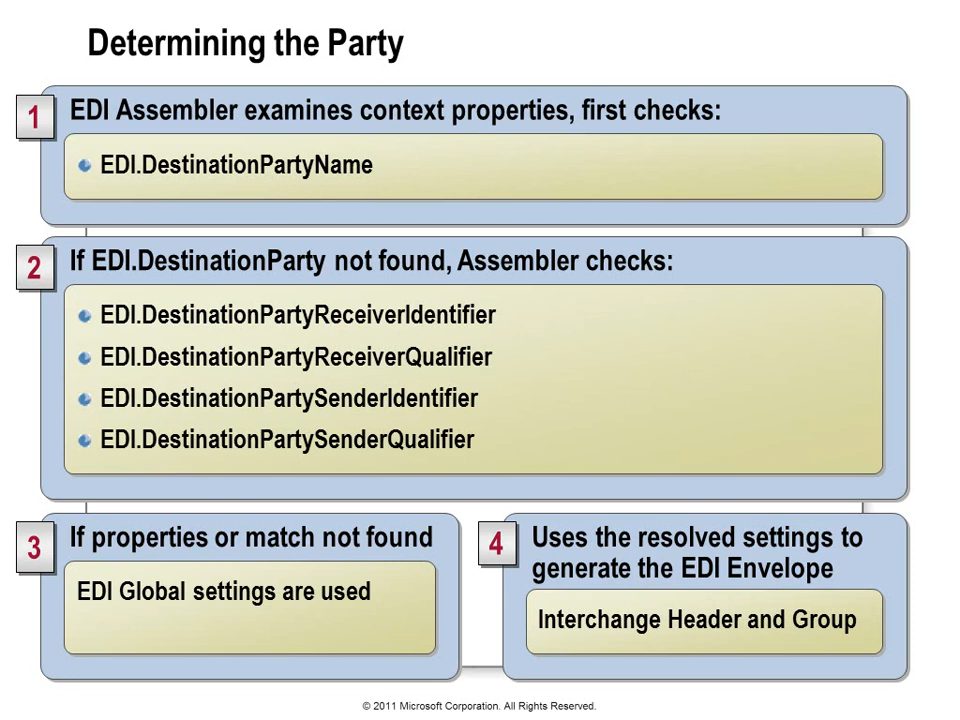 Determining the Party
1
EDI Assembler examines context properties, first checks:
EDI.DestinationPartyName
2
If EDI.DestinationParty not found, Assembler checks:
EDI.DestinationPartyReceiverIdentifier
EDI.DestinationPartyReceiverQualifier
EDI.DestinationPartySenderIdentifier
EDI.DestinationPartySenderQualifier
3
If properties or match not found
EDI Global settings are used
4
Uses the resolved settings to
generate the EDI Envelope
Interchange Header and Group
© 2011 Microsoft Corporation. All Rights Reserved.